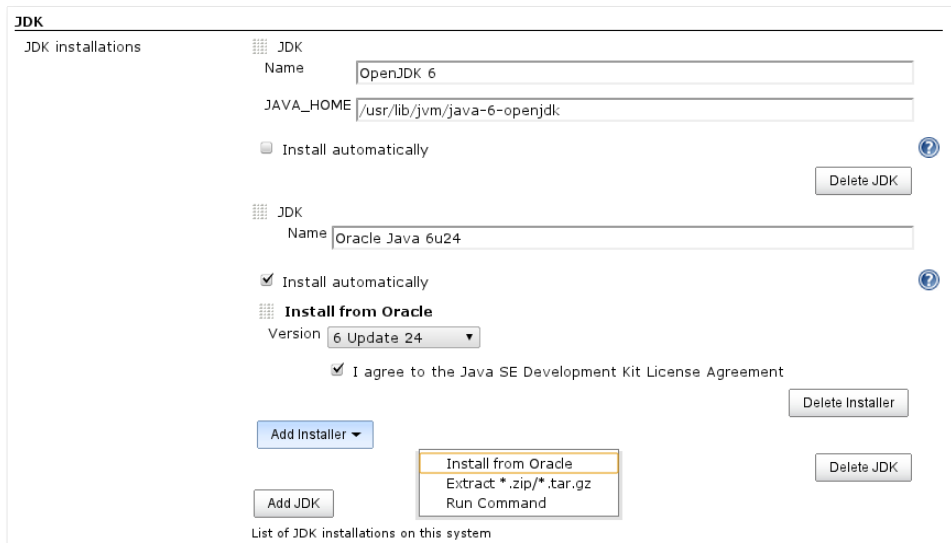 JDK
JDK installations
JDK
Name OpenJDK 6
JAVA_HOME /usr/lib/jvm/java-6-openjdk
Install automatically
Delete JDK
JDK
Name Oracle Java 6u24
Install automatically
Install from Oracle
Version 6 Update 24
I agree to the Java SE Development Kit License Agreement
Delete Installer
Add Installer
Install from Oracle
Extract *.zip/*.tar.gz
Run Command
Delete JDK
Add JDK
List of JDK installations on this system